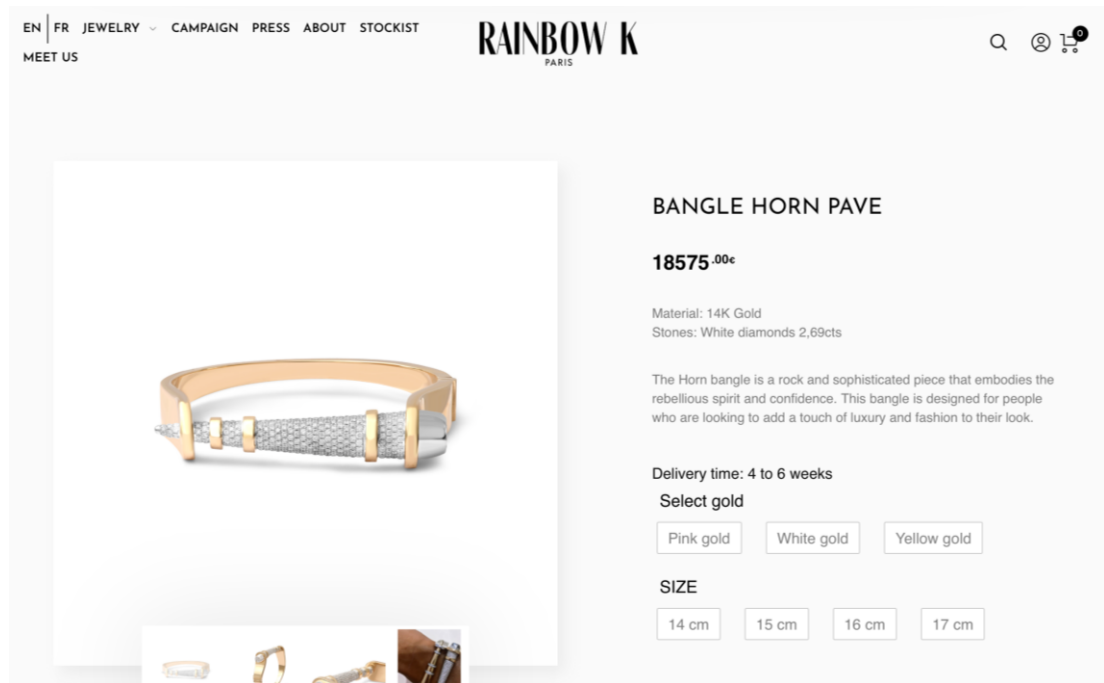 EN FR JEWELRY CAMPAIGN PRESS ABOUT STOCKIST
MEET US
RAINBOW K
PARIS
0
BANGLE HORN PAVE
18575.00€
Material: 14K Gold
Stones: White diamonds 2,69cts
The Horn bangle is a rock and sophisticated piece that embodies the
rebellious spirit and confidence. This bangle is designed for people
who are looking to add a touch of luxury and fashion to their look.
Delivery time: 4 to 6 weeks
Select gold
Pink gold White gold Yellow gold
SIZE
14 cm 15 cm 16 cm 17 cm